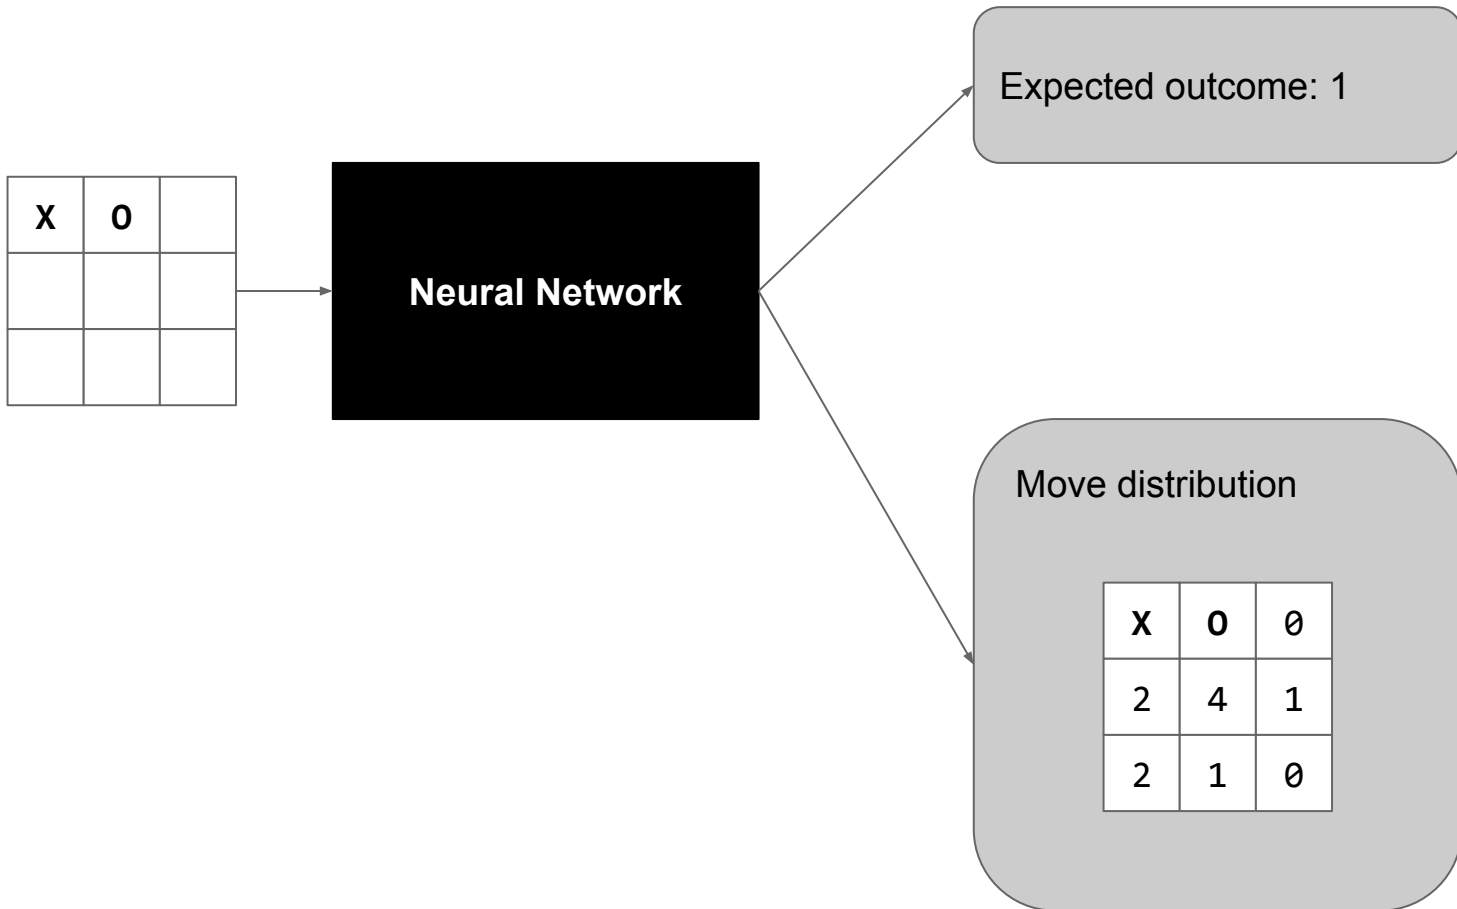 X O
Neural Network
Expected outcome: 1
Move distribution
X O 0
2 4 1
2 1 0